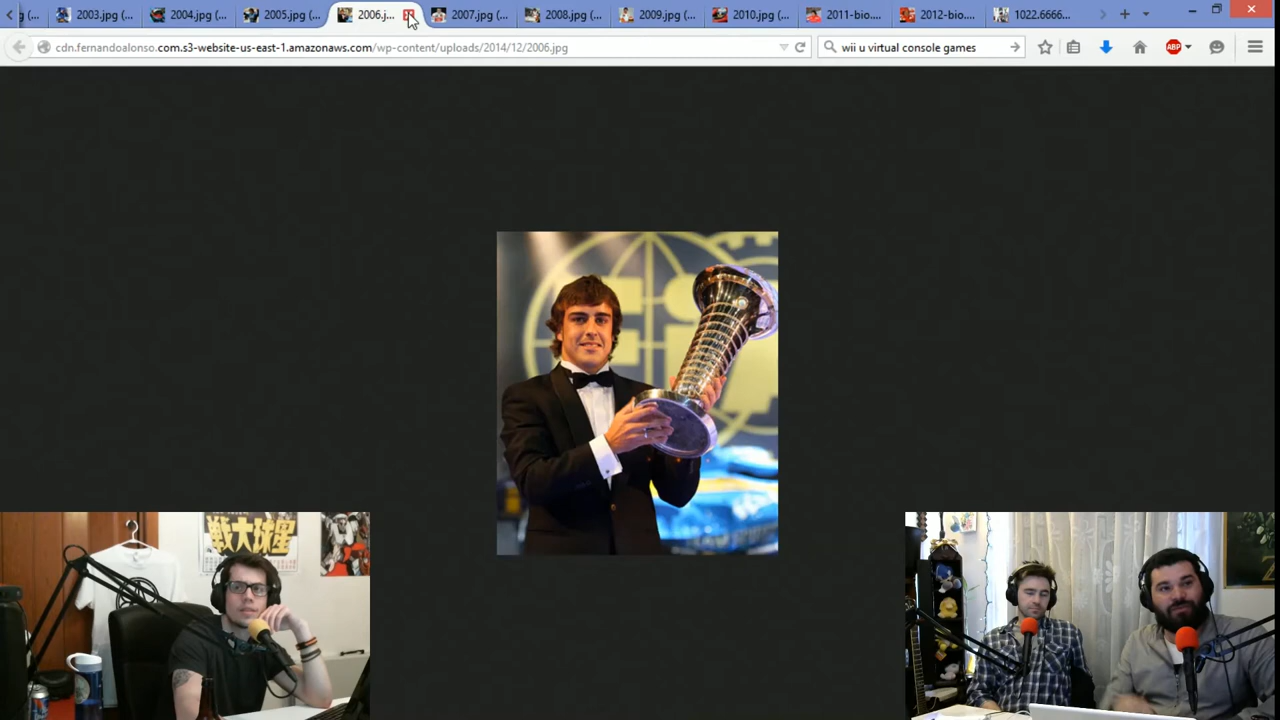 g (...
2003.jpg (...
2004.jpg (...
2005.jpg (...
2006.j...
2007.jpg (...
2008.jpg (...
2009.jpg (...
2010.jpg (...
2011-bio....
2012-bio....
1022.6666...
cdn.fernandoalonso.com.s3-website-us-east-1.amazonaws.com/wp-content/uploads/2014/12/2006.jpg
wii u virtual console games
ABP
戦大球星